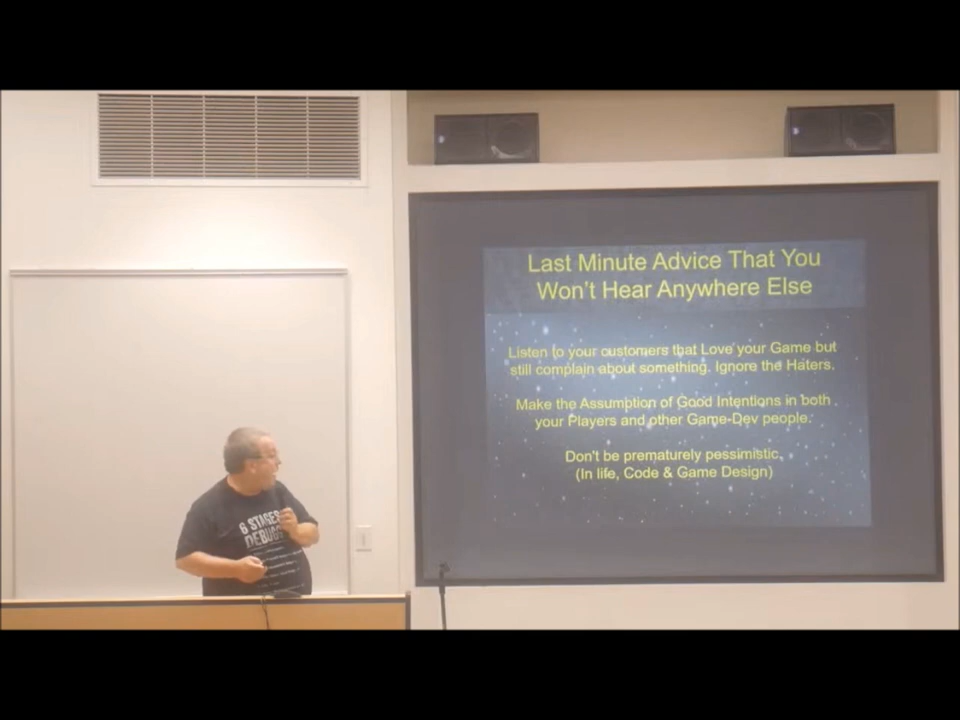 Last Minute Advice That You
Won't Hear Anywhere Else
Listen to your customers that Love your Game but
still complain about something. Ignore the Haters.
Make the Assumption of Good Intentions in both
your Players and other Game-Dev people.
Don't be prematurely pessimistic.
(In life, Code & Game Design)
6 STAGES